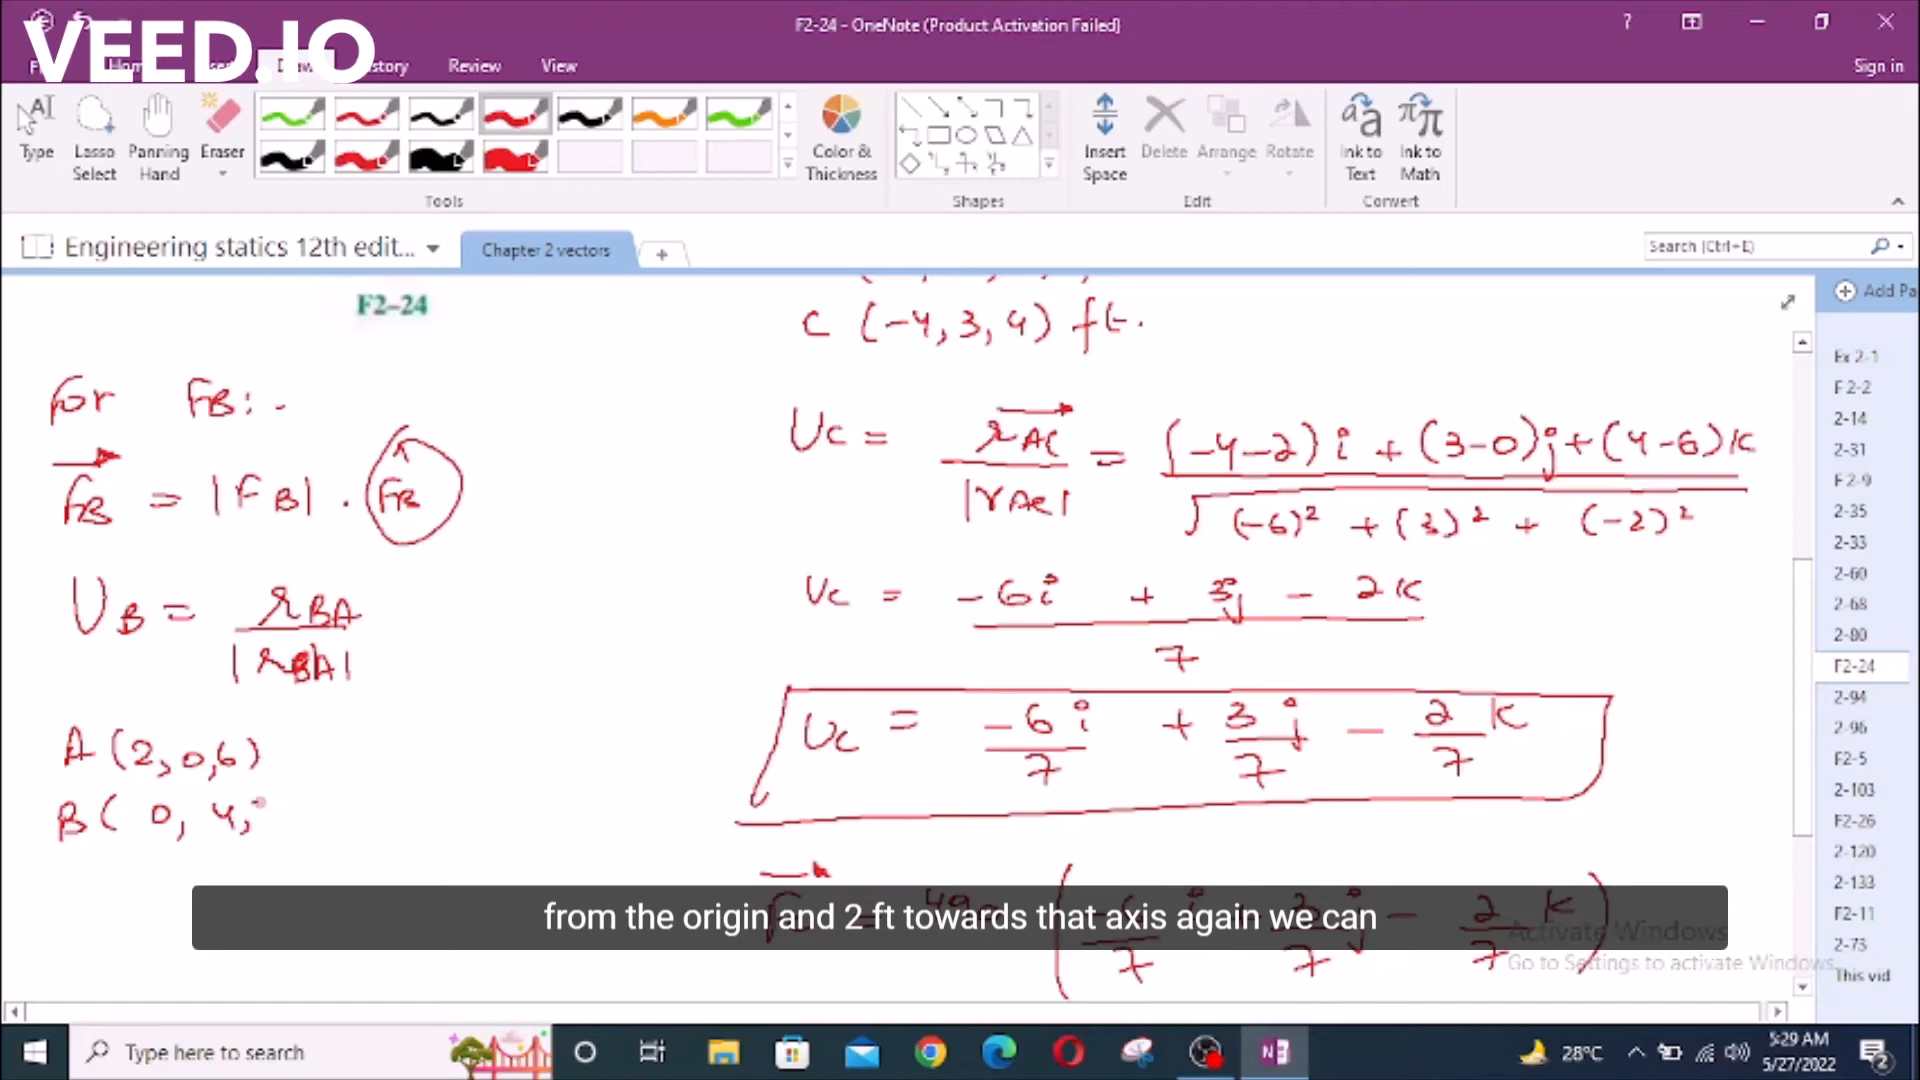 VEED.IO
F2-24 - OneNote (Product Activation Failed)
Review
View
Sign in
Type
Lasso Select
Panning Hand
Eraser
Color & Thickness
Insert Space
Delete
Arrange
Rotate
Ink to Text
Ink to Math
Tools
Shapes
Edit
Convert
Engineering statics 12th edit...
Chapter 2 vectors
Search (Ctrl+E)
F2–24
Add Pa
For FB:-
FB = |FB| . FB
UB = rBA / |rBA|
A (2,0,6)
B ( 0, 4,
C (-4,3,4) ft.
Uc = rAC / |rAC| = (-4-2)i + (3-0)j + (4-6)k / √(-6)² + (3)² + (-2)²
Uc = -6i + 3j - 2k / 7
Uc = -6/7 i + 3/7 j - 2/7 k
from the origin and 2 ft towards that axis again we can
Activate Windows
Go to Settings to activate Windows.
Ex 2-1
F 2-2
2-14
2-31
F 2-9
2-35
2-33
2-60
2-68
2-80
F2-24
2-94
2-96
F2-5
2-103
F2-26
2-120
2-133
F2-11
2-73
This vid
Type here to search
28°C
5:29 AM
5/27/2022
2